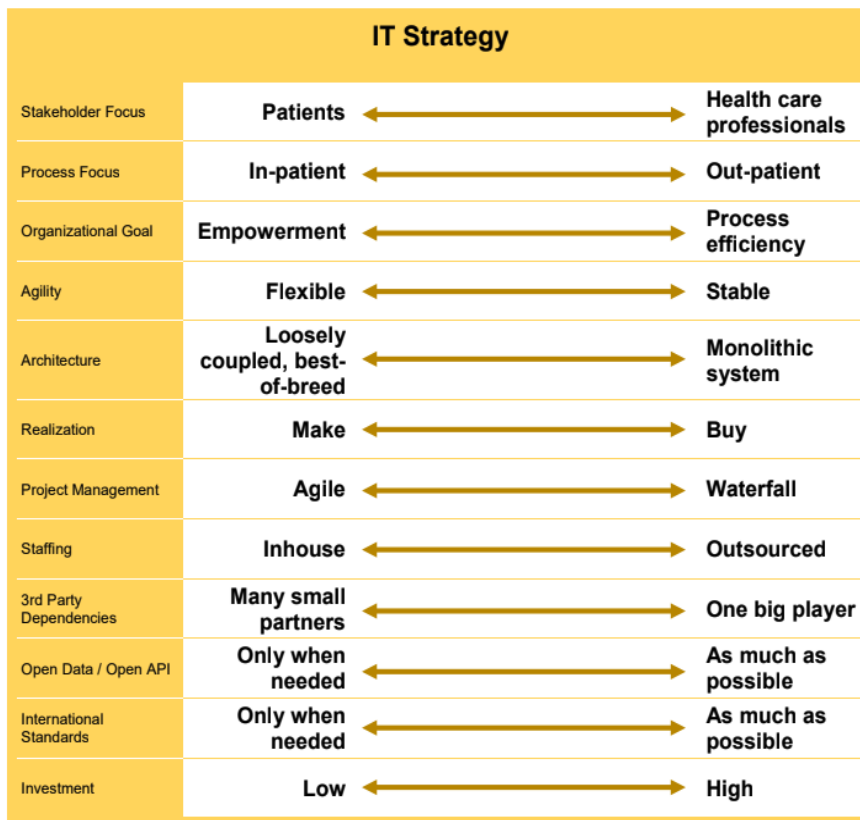 IT Strategy
Stakeholder Focus
Patients
Health care
professionals
Process Focus
In-patient
Out-patient
Organizational Goal
Empowerment
Process
efficiency
Agility
Flexible
Stable
Architecture
Loosely
coupled, best-
of-breed
Monolithic
system
Realization
Make
Buy
Project Management
Agile
Waterfall
Staffing
Inhouse
Outsourced
3rd Party
Dependencies
Many small
partners
One big player
Open Data / Open API
Only when
needed
As much as
possible
International
Standards
Only when
needed
As much as
possible
Investment
Low
High